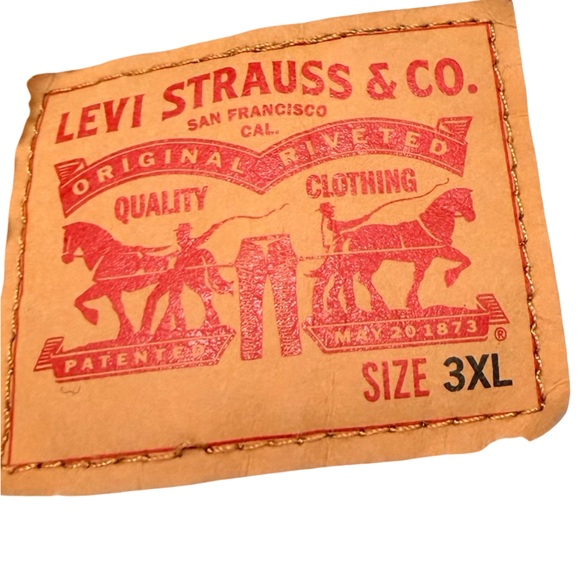 LEVI STRAUSS & CO.
SAN FRANCISCO
CAL.
ORIGINAL RIVETED
QUALITY CLOTHING
PATENTED MAY 20 1873 ®
SIZE 3XL